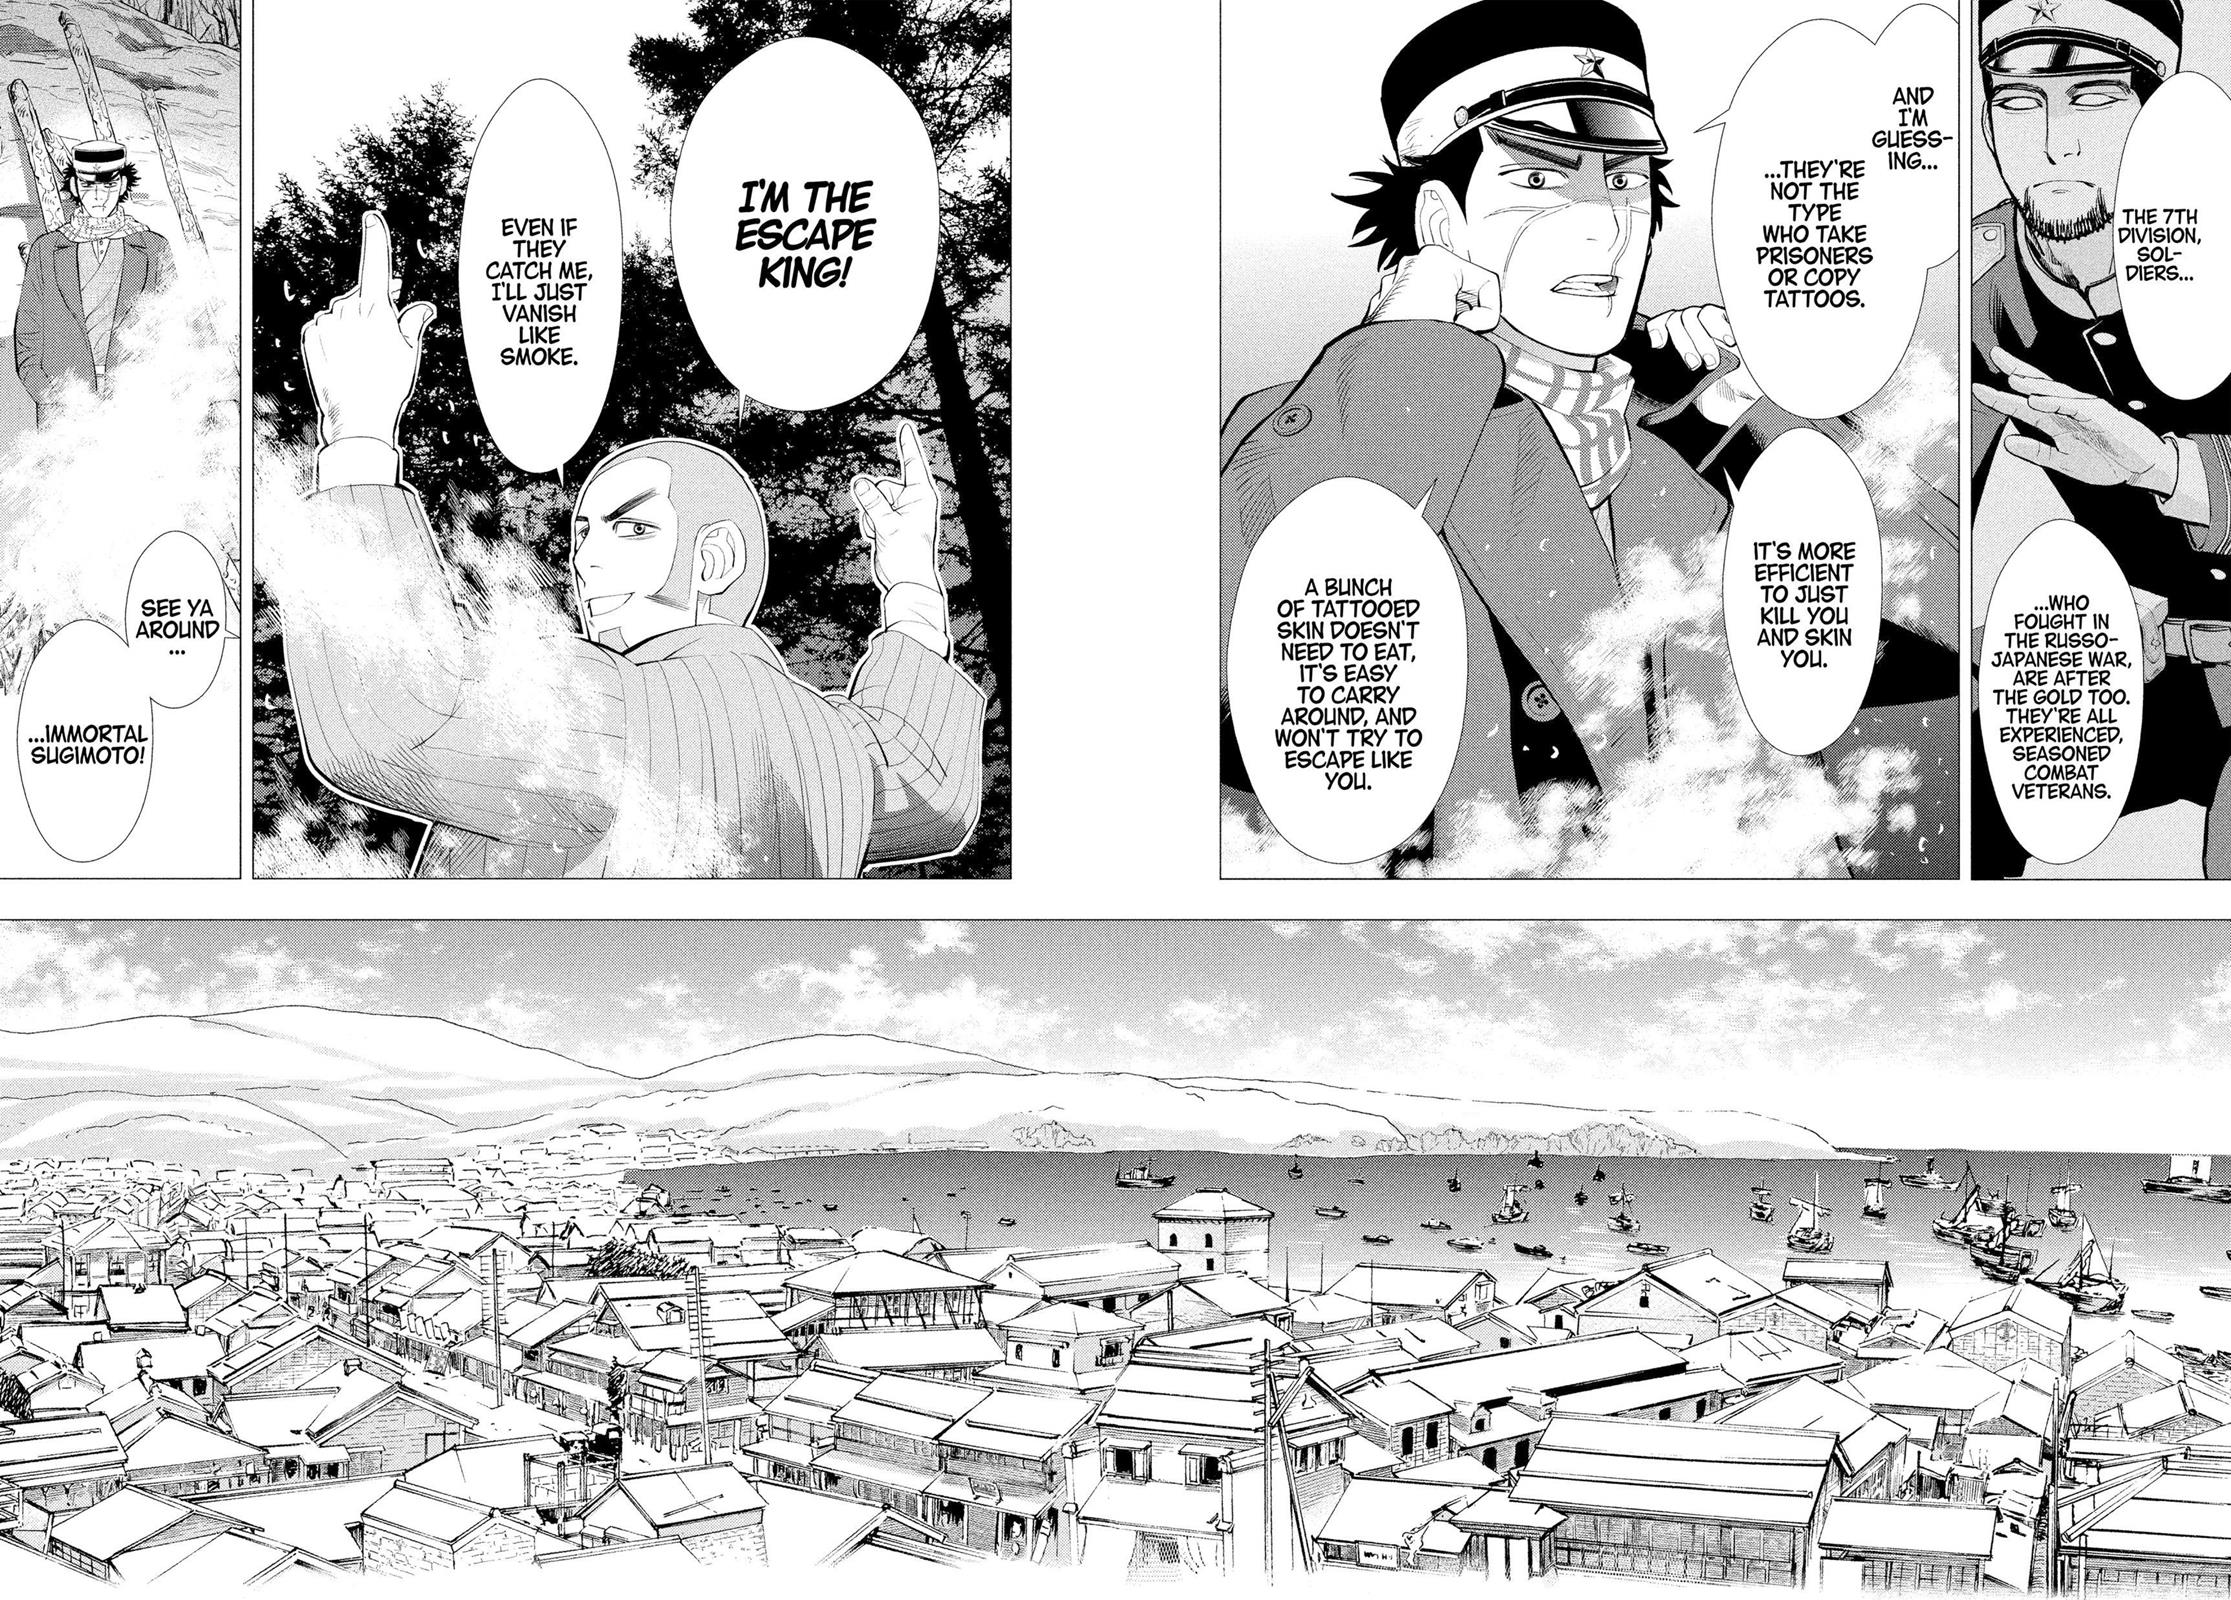 THE 7TH
DIVISION,
SOL-
DIERS...
...WHO
FOUGHT IN
THE RUSSO-
JAPANESE WAR,
ARE AFTER
THE GOLD TOO.
THEY'RE ALL
EXPERIENCED,
SEASONED
COMBAT
VETERANS.
AND
I'M
GUESS-
ING...
...THEY'RE
NOT THE
TYPE
WHO TAKE
PRISONERS
OR COPY
TATTOOS.
IT'S MORE
EFFICIENT
TO JUST
KILL YOU
AND SKIN
YOU.
A BUNCH
OF TATTOOED
SKIN DOESN'T
NEED TO EAT,
IT'S EASY
TO CARRY
AROUND, AND
WON'T TRY TO
ESCAPE LIKE
YOU.
I'M THE
ESCAPE
KING!
EVEN IF
THEY
CATCH ME,
I'LL JUST
VANISH
LIKE
SMOKE.
SEE YA
AROUND
...
...IMMORTAL
SUGIMOTO!